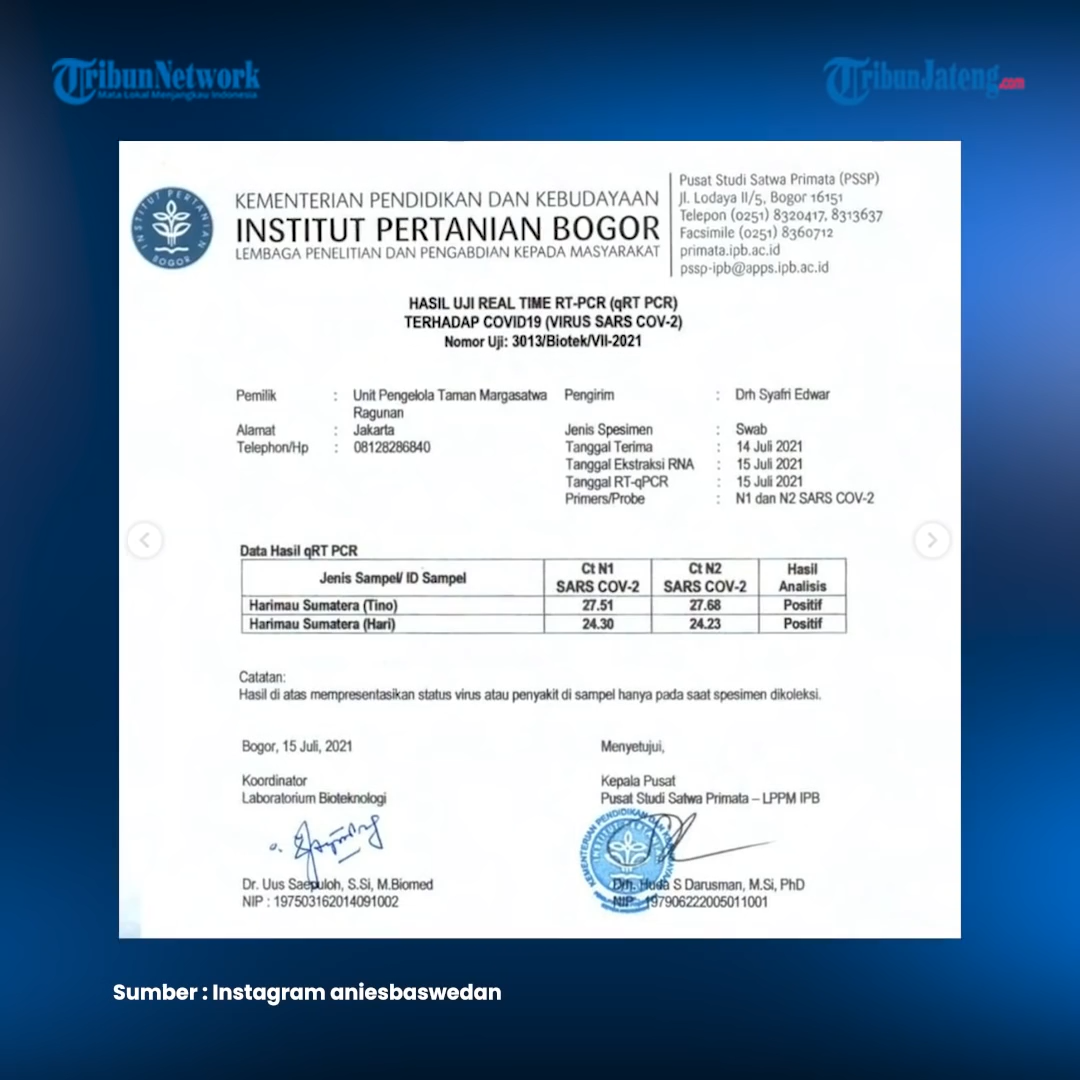 TribunNetwork
Mata Lokal Menjangkau Indonesia
TribunJateng.com
INSTITUT PERTANIAN
BOGOR
KEMENTERIAN PENDIDIKAN DAN KEBUDAYAAN
INSTITUT PERTANIAN BOGOR
LEMBAGA PENELITIAN DAN PENGABDIAN KEPADA MASYARAKAT
Pusat Studi Satwa Primata (PSSP)
Jl. Lodaya II/5, Bogor 16151
Telepon (0251) 8320417, 8313637
Facsimile (0251) 8360712
primata.ipb.ac.id
pssp-ipb@apps.ipb.ac.id
HASIL UJI REAL TIME RT-PCR (qRT PCR)
TERHADAP COVID19 (VIRUS SARS COV-2)
Nomor Uji: 3013/Biotek/VII-2021
Pemilik : Unit Pengelola Taman Margasatwa
Ragunan
Alamat : Jakarta
Telephon/Hp : 08128286840
Pengirim : Drh Syafri Edwar
Jenis Spesimen : Swab
Tanggal Terima : 14 Juli 2021
Tanggal Ekstraksi RNA : 15 Juli 2021
Tanggal RT-qPCR : 15 Juli 2021
Primers/Probe : N1 dan N2 SARS COV-2
Data Hasil qRT PCR
Jenis Sampel/ ID Sampel
Ct N1
SARS COV-2
Ct N2
SARS COV-2
Hasil
Analisis
Harimau Sumatera (Tino) 27.51 27.68 Positif
Harimau Sumatera (Hari) 24.30 24.23 Positif
Catatan:
Hasil di atas mempresentasikan status virus atau penyakit di sampel hanya pada saat spesimen dikoleksi.
Bogor, 15 Juli, 2021
Koordinator
Laboratorium Bioteknologi
Dr. Uus Saepuloh, S.Si, M.Biomed
NIP : 197503162014091002
Menyetujui,
Kepala Pusat
Pusat Studi Satwa Primata – LPPM IPB
KEMENTERIAN PENDIDIKAN DAN
Drh. Huda S Darusman, M.Si, PhD
NIP : 197906222005011001
Sumber : Instagram aniesbaswedan